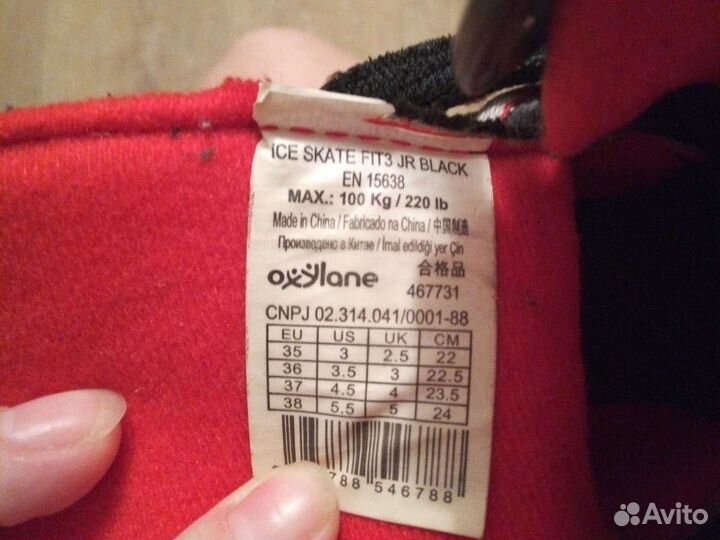 ICE SKATE FIT3 JR BLACK
EN 15638
MAX.: 100 Kg / 220 lb
Made in China / Fabricado na China / 中国制造
Произведено в Китае / Imal edildiği yer Çin
oxylane 合格品
467731
CNPJ 02.314.041/0001-88
EU US UK CM
35 3 2.5 22
36 3.5 3 22.5
37 4.5 4 23.5
38 5.5 5 24
788 546788
Avito